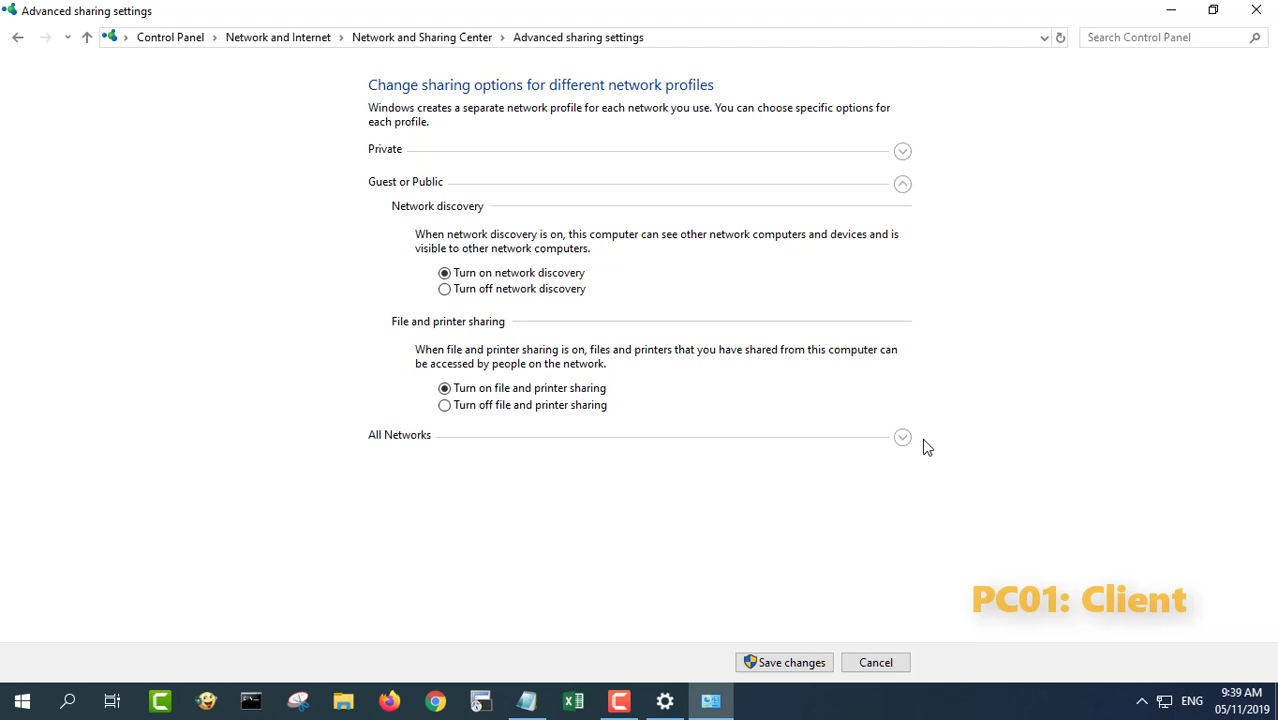 Advanced sharing settings
Control Panel > Network and Internet > Network and Sharing Center > Advanced sharing settings
Search Control Panel
Change sharing options for different network profiles
Windows creates a separate network profile for each network you use. You can choose specific options for
each profile.
Private
Guest or Public
Network discovery
When network discovery is on, this computer can see other network computers and devices and is
visible to other network computers.
Turn on network discovery
Turn off network discovery
File and printer sharing
When file and printer sharing is on, files and printers that you have shared from this computer can
be accessed by people on the network.
Turn on file and printer sharing
Turn off file and printer sharing
All Networks
PC01: Client
Save changes
Cancel
ENG
9:39 AM
05/11/2019